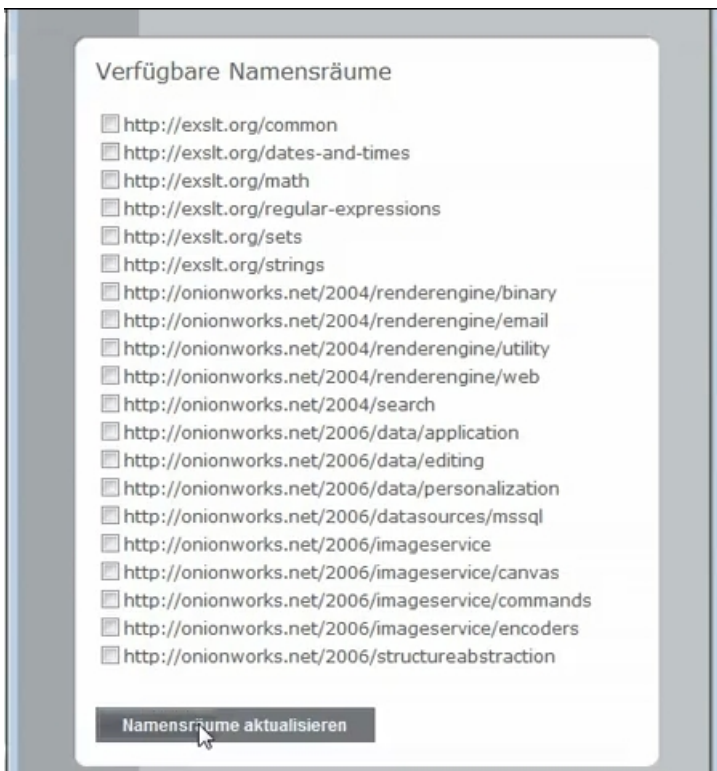 Verfügbare Namensräume
http://exslt.org/common
http://exslt.org/dates-and-times
http://exslt.org/math
http://exslt.org/regular-expressions
http://exslt.org/sets
http://exslt.org/strings
http://onionworks.net/2004/renderengine/binary
http://onionworks.net/2004/renderengine/email
http://onionworks.net/2004/renderengine/utility
http://onionworks.net/2004/renderengine/web
http://onionworks.net/2004/search
http://onionworks.net/2006/data/application
http://onionworks.net/2006/data/editing
http://onionworks.net/2006/data/personalization
http://onionworks.net/2006/datasources/mssql
http://onionworks.net/2006/imageservice
http://onionworks.net/2006/imageservice/canvas
http://onionworks.net/2006/imageservice/commands
http://onionworks.net/2006/imageservice/encoders
http://onionworks.net/2006/structureabstraction
Namensräume aktualisieren